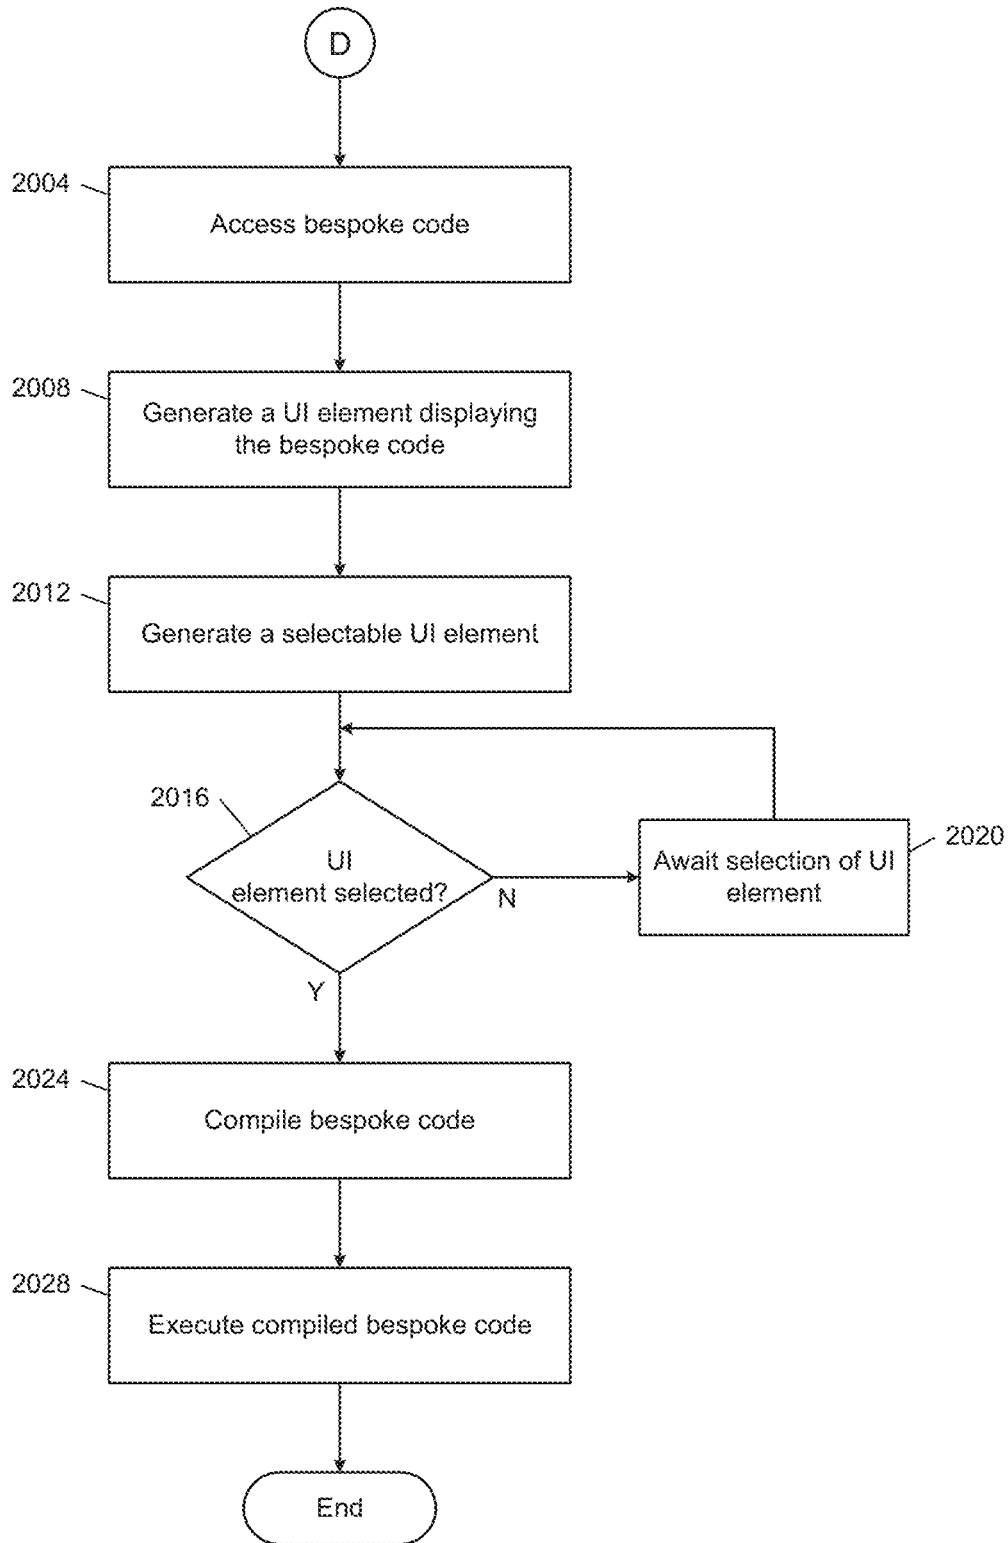 D
2004
Access bespoke code
2008
Generate a UI element displaying
the bespoke code
2012
Generate a selectable UI element
2016
UI
element selected?
N
Await selection of UI
element
2020
Y
2024
Compile bespoke code
2028
Execute compiled bespoke code
End